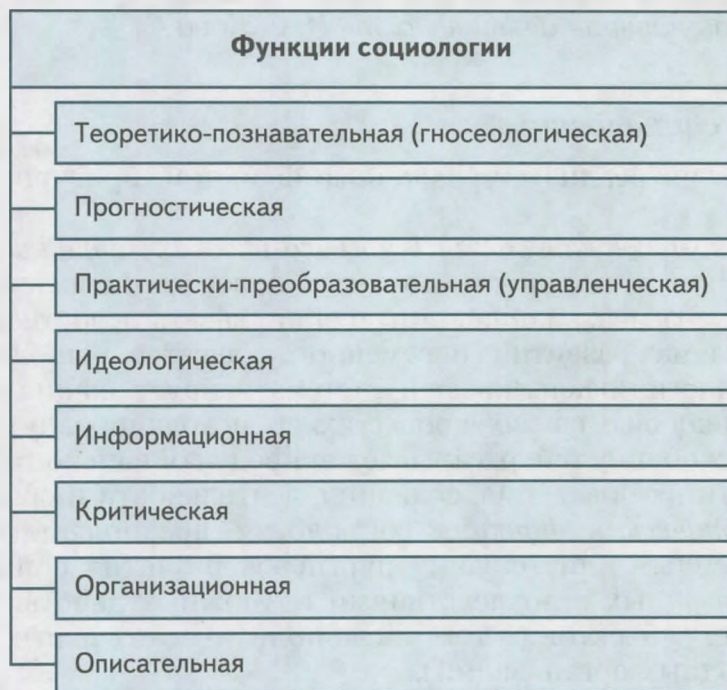 Функции социологии
Теоретико-познавательная (гносеологическая)
Прогностическая
Практически-преобразовательная (управленческая)
Идеологическая
Информационная
Критическая
Организационная
Описательная